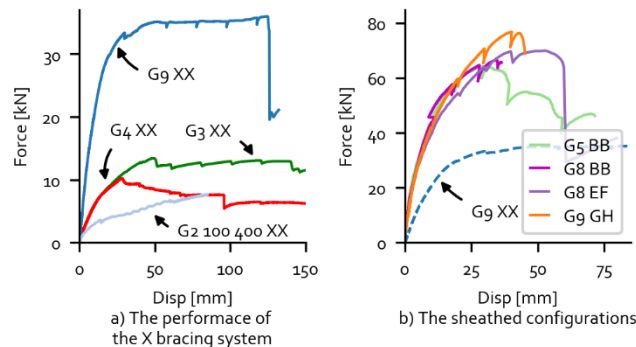 Force [kN]
30
20
10
0
G9 XX
G4 XX
G3 XX
G2 100 400 XX
0
50
100
150
Disp [mm]
a) The performace of
the X bracing system
Force [kN]
80
60
40
20
0
G9 XX
G5 BB
G8 BB
G8 EF
G9 GH
0
25
50
75
Disp [mm]
b) The sheathed configurations